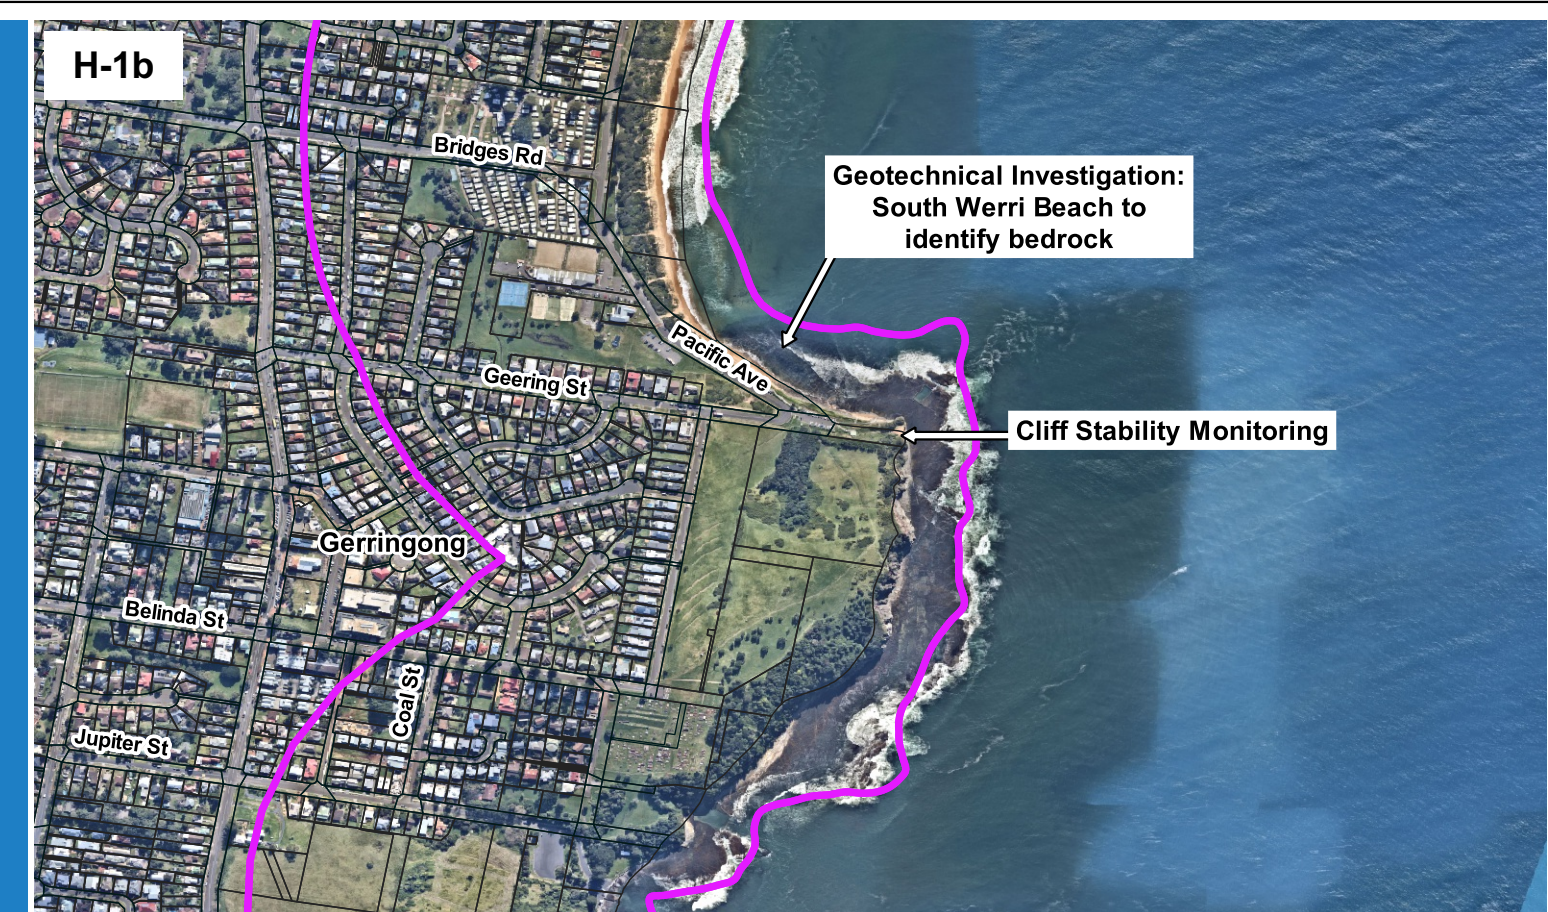 H-1b
Bridges Rd
Geotechnical Investigation:
South Werri Beach to
identify bedrock
Pacific Ave
Geering St
Cliff Stability Monitoring
Gerringong
Belinda St
Coal St
Jupiter St